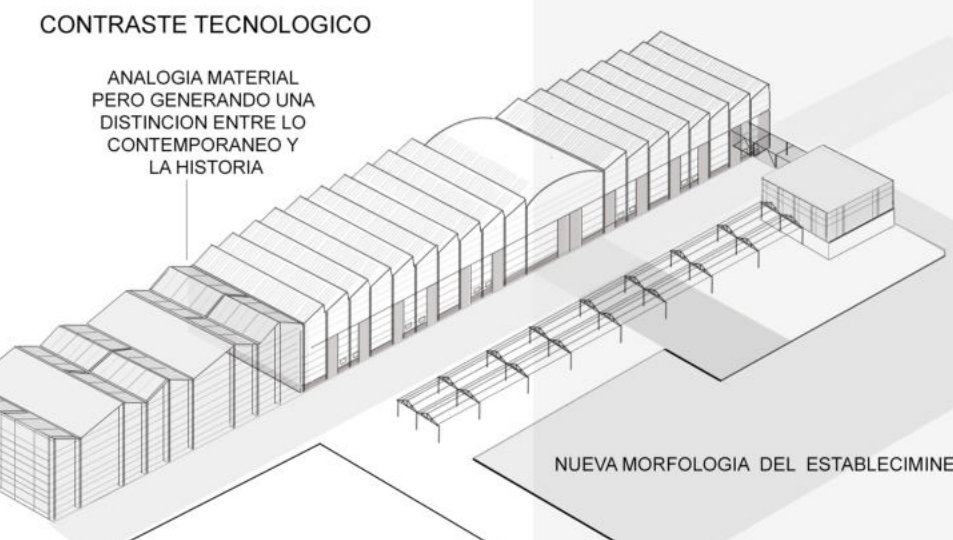 CONTRASTE TECNOLOGICO
ANALOGIA MATERIAL
PERO GENERANDO UNA
DISTINCION ENTRE LO
CONTEMPORANEO Y
LA HISTORIA
NUEVA MORFOLOGIA DEL ESTABLECIMINE